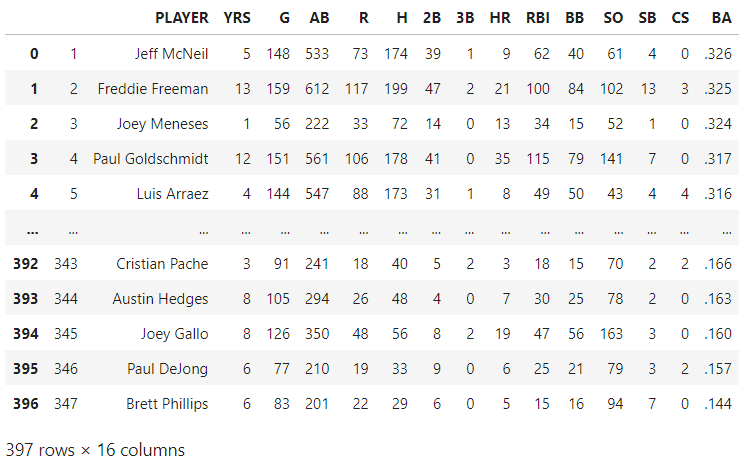 PLAYER YRS G AB R H 2B 3B HR RBI BB SO SB CS BA
0 1 Jeff McNeil 5 148 533 73 174 39 1 9 62 40 61 4 0 .326
1 2 Freddie Freeman 13 159 612 117 199 47 2 21 100 84 102 13 3 .325
2 3 Joey Meneses 1 56 222 33 72 14 0 13 34 15 52 1 0 .324
3 4 Paul Goldschmidt 12 151 561 106 178 41 0 35 115 79 141 7 0 .317
4 5 Luis Arraez 4 144 547 88 173 31 1 8 49 50 43 4 4 .316
... ... ... ... ... ... ... ... ... ... ... ... ... ... ... ... ...
392 343 Cristian Pache 3 91 241 18 40 5 2 3 18 15 70 2 2 .166
393 344 Austin Hedges 8 105 294 26 48 4 0 7 30 25 78 2 0 .163
394 345 Joey Gallo 8 126 350 48 56 8 2 19 47 56 163 3 0 .160
395 346 Paul DeJong 6 77 210 19 33 9 0 6 25 21 79 3 2 .157
396 347 Brett Phillips 6 83 201 22 29 6 0 5 15 16 94 7 0 .144
397 rows × 16 columns